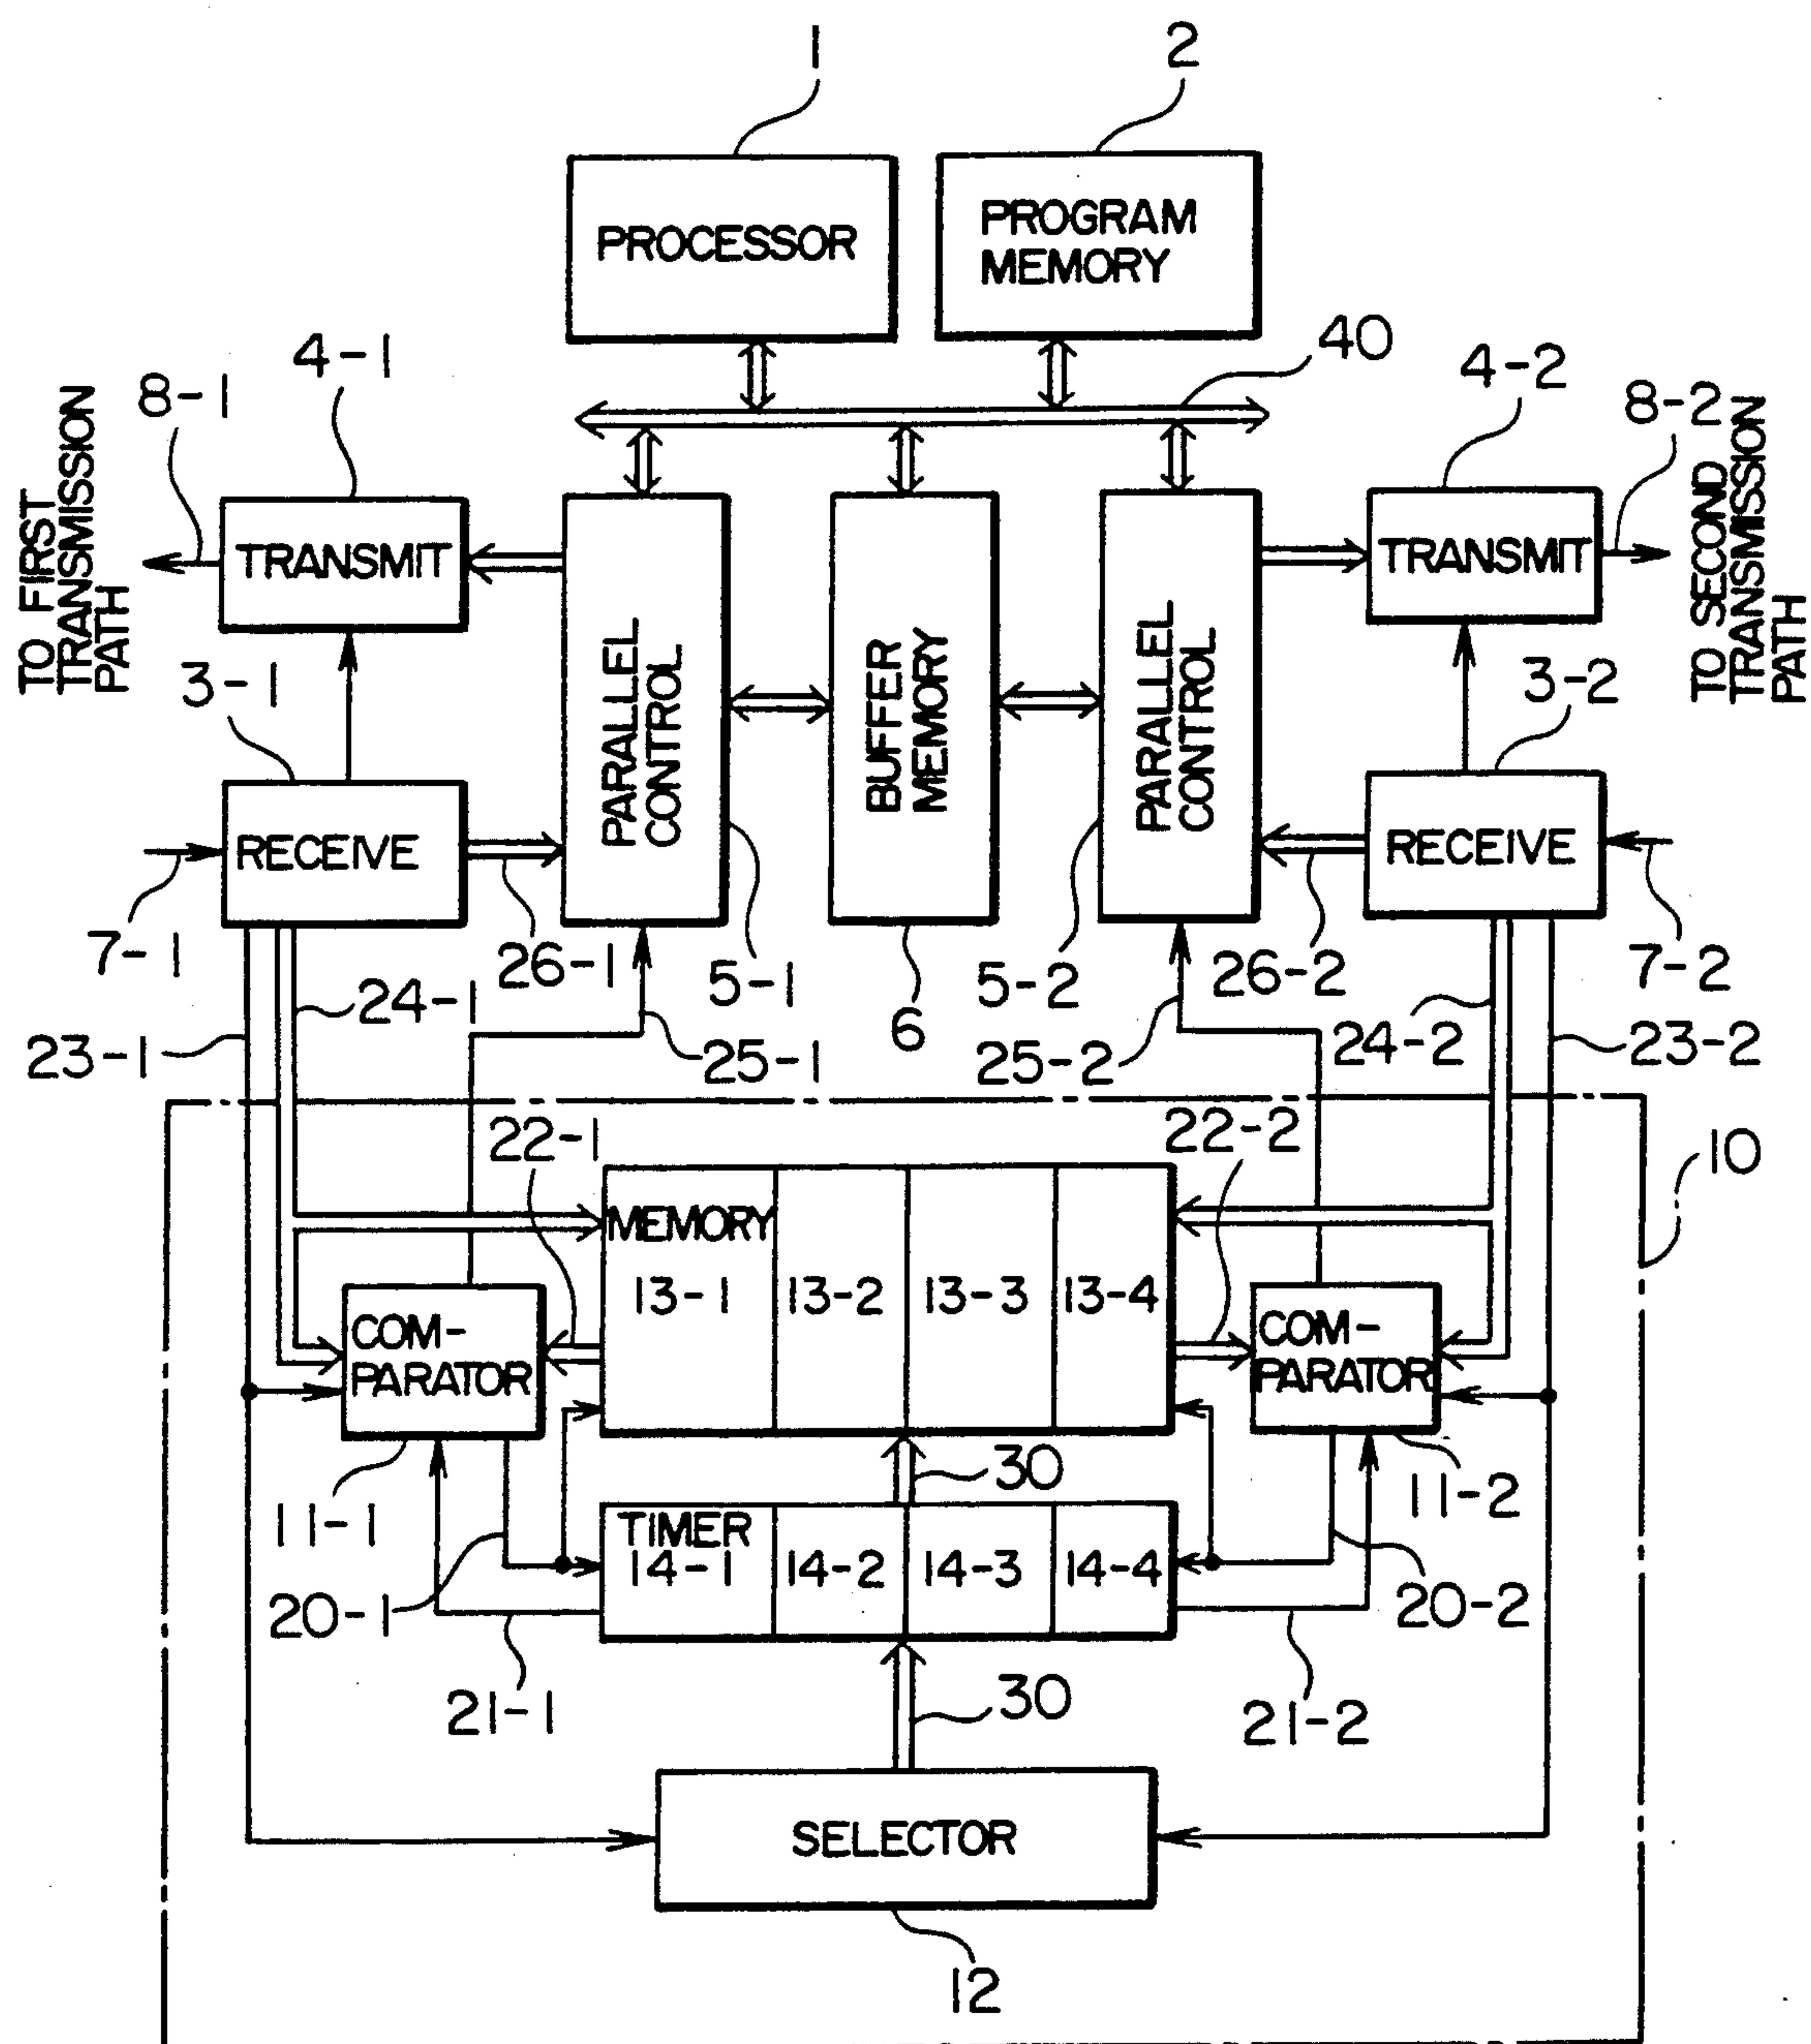 1
2
PROCESSOR
PROGRAM
MEMORY
40
4-1
4-2
8-1
8-2
TO FIRST
TRANSMISSION
PATH
TO SECOND
TRANSMISSION
PATH
TRANSMIT
TRANSMIT
PARALLEL
CONTROL
BUFFER
MEMORY
PARALLEL
CONTROL
3-1
3-2
RECEIVE
RECEIVE
7-1
26-1
5-1
6
5-2
26-2
7-2
24-1
24-2
23-1
25-1
25-2
23-2
22-1
22-2
10
MEMORY
13-1
13-2
13-3
13-4
COM-
PARATOR
COM-
PARATOR
30
11-1
11-2
TIMER
14-1
14-2
14-3
14-4
20-1
20-2
21-1
30
21-2
SELECTOR
12